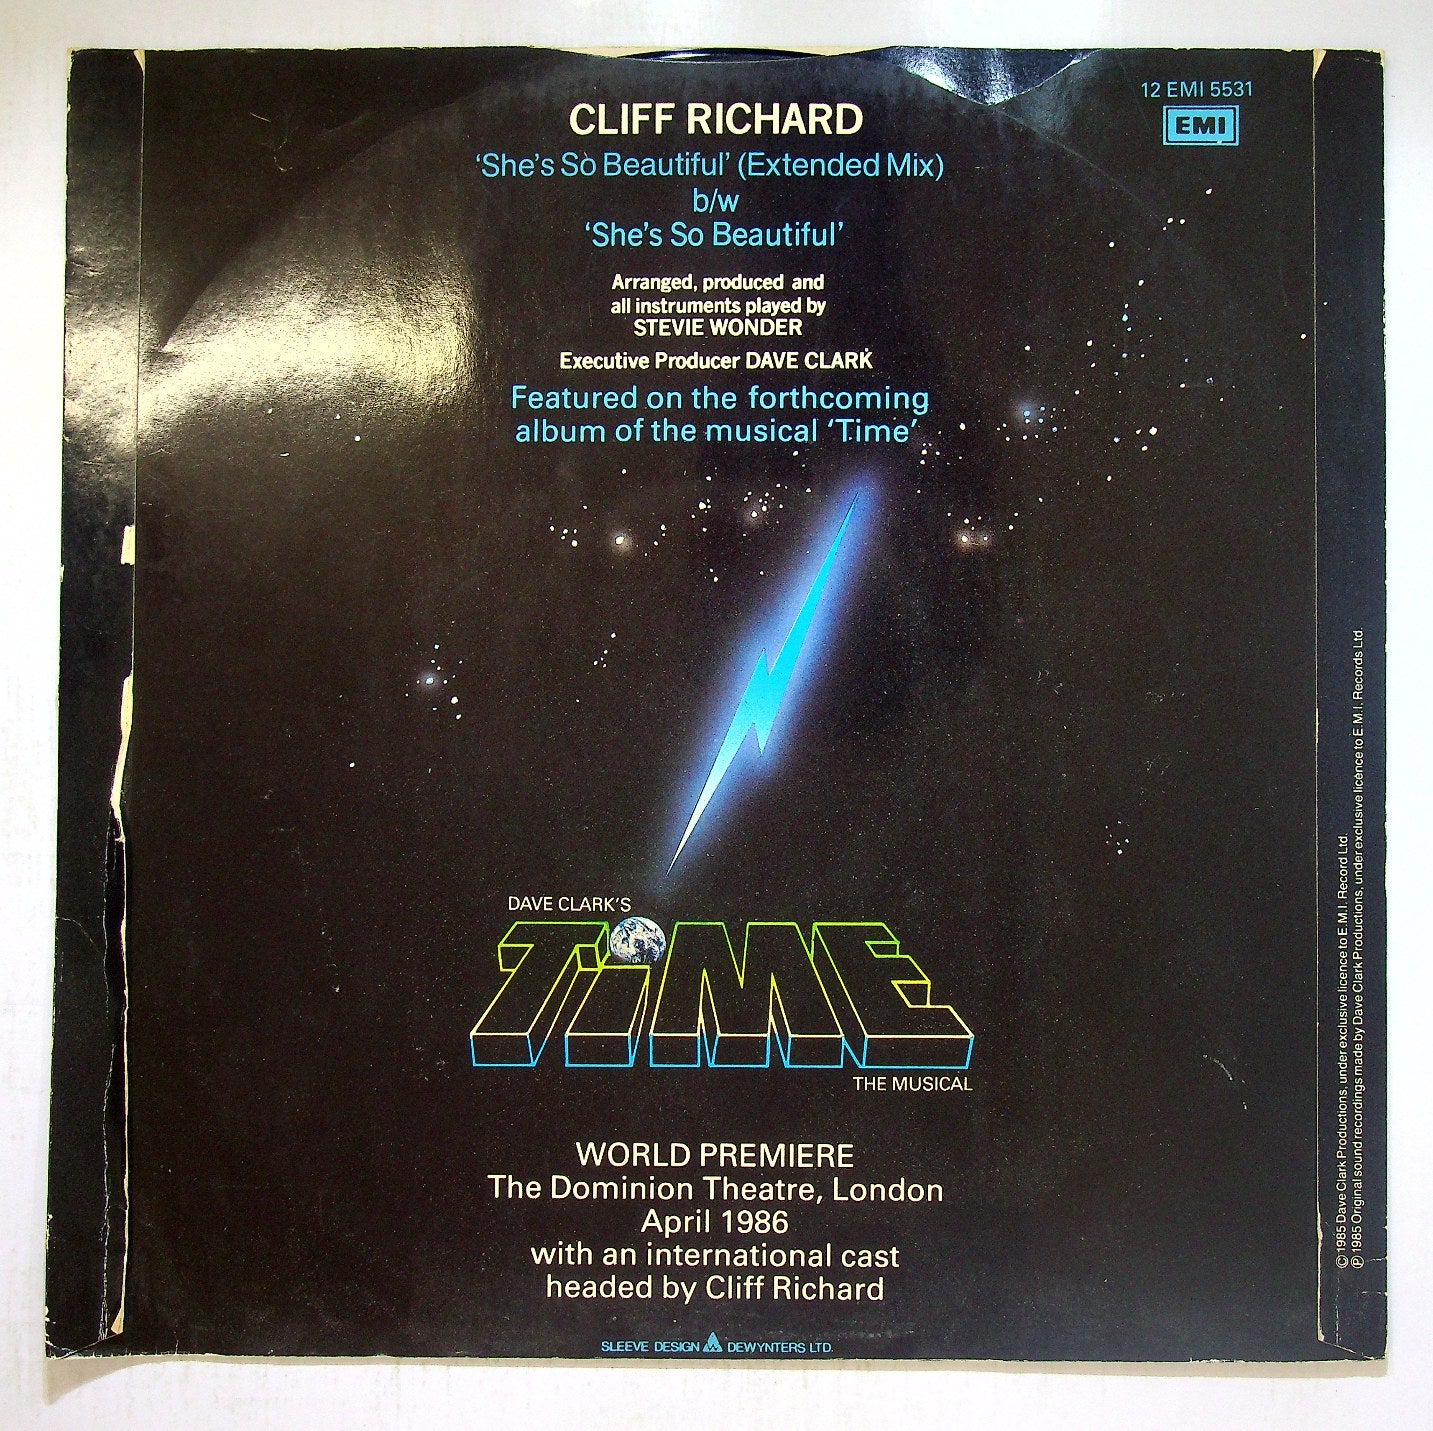 12 EMI 5531
EMI
CLIFF RICHARD
‘She's So Beautiful’ (Extended Mix)
b/w
‘She's So Beautiful’
Arranged, produced and
all instruments played by
STEVIE WONDER
Executive Producer DAVE CLARK
Featured on the forthcoming
album of the musical ‘Time’
DAVE CLARK'S
TiME
THE MUSICAL
WORLD PREMIERE
The Dominion Theatre, London
April 1986
with an international cast
headed by Cliff Richard
SLEEVE DESIGN DEWYNTERS LTD.
© 1985 Dave Clark Productions, under exclusive licence to E.M.I. Record Ltd.
℗ 1985 Original sound recordings made by Dave Clark Productions, under exclusive licence to E.M.I. Records Ltd.